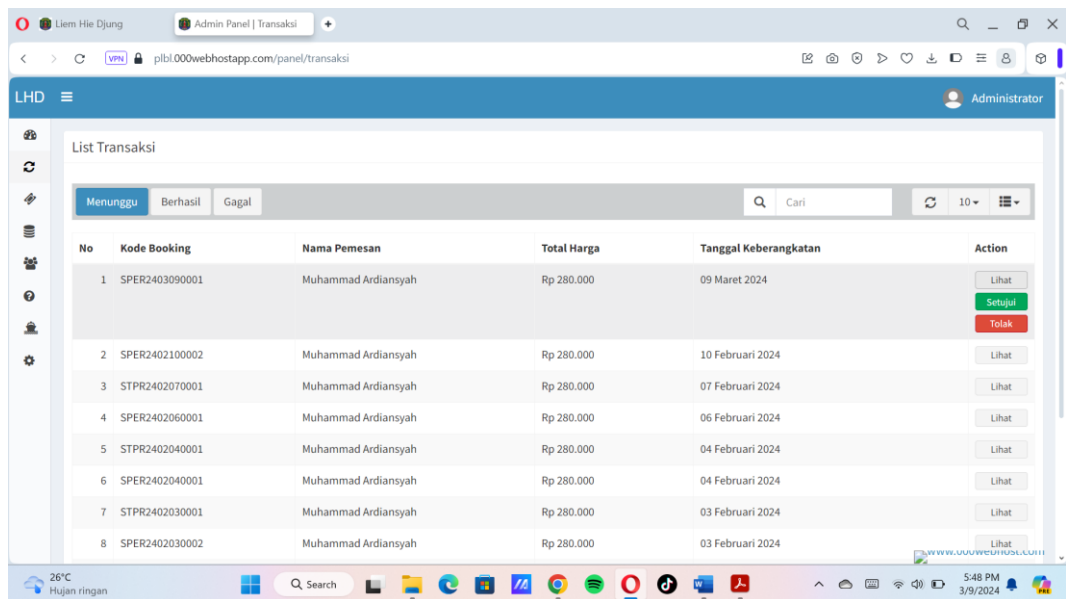 Liem Hie Djung
Admin Panel | Transaksi
VPN
plbl.000webhostapp.com/panel/transaksi
LHD
Administrator
List Transaksi
Menunggu Berhasil Gagal Cari 10
No Kode Booking Nama Pemesan Total Harga Tanggal Keberangkatan Action
1 SPER2403090001 Muhammad Ardiansyah Rp 280.000 09 Maret 2024 Lihat
Setujui
Tolak
2 SPER2402100002 Muhammad Ardiansyah Rp 280.000 10 Februari 2024 Lihat
3 STPR2402070001 Muhammad Ardiansyah Rp 280.000 07 Februari 2024 Lihat
4 SPER2402060001 Muhammad Ardiansyah Rp 280.000 06 Februari 2024 Lihat
5 STPR2402040001 Muhammad Ardiansyah Rp 280.000 04 Februari 2024 Lihat
6 SPER2402040001 Muhammad Ardiansyah Rp 280.000 04 Februari 2024 Lihat
7 STPR2402030001 Muhammad Ardiansyah Rp 280.000 03 Februari 2024 Lihat
8 SPER2402030002 Muhammad Ardiansyah Rp 280.000 03 Februari 2024 Lihat
www.000webhost.com
26°C
Hujan ringan
Search
5:48 PM
3/9/2024
PRE